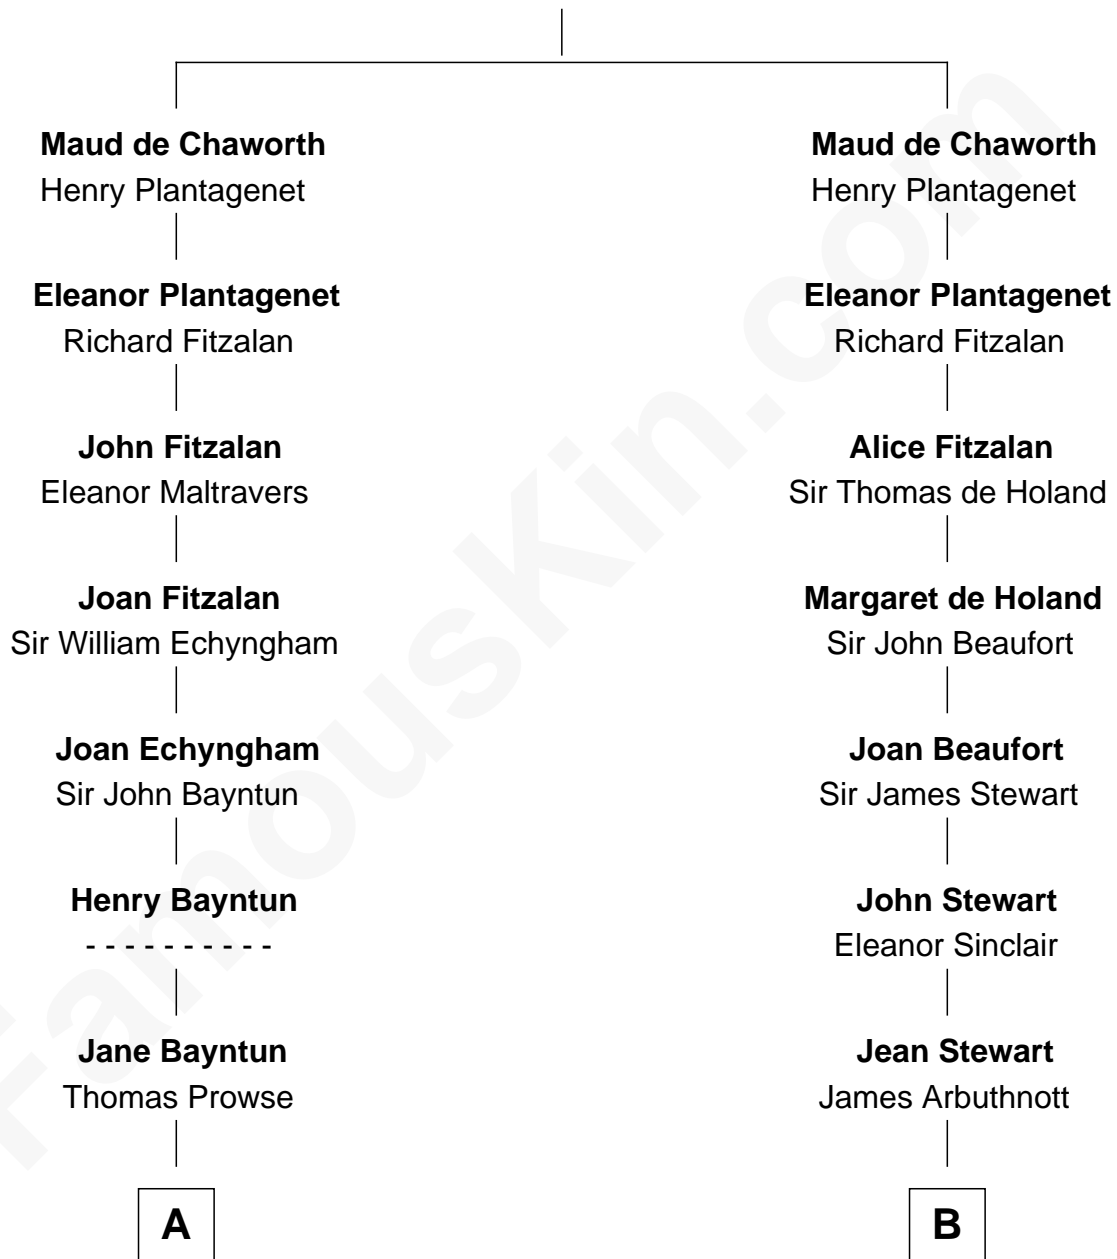 Maud de Chaworth
Henry Plantagenet
Eleanor Plantagenet
Richard Fitzalan
John Fitzalan
Eleanor Maltravers
Joan Fitzalan
Sir William Echyngham
Joan Echyngham
Sir John Bayntun
Henry Bayntun
- - - - - - - - - -
Jane Bayntun
Thomas Prowse
A
Maud de Chaworth
Henry Plantagenet
Eleanor Plantagenet
Richard Fitzalan
Alice Fitzalan
Sir Thomas de Holand
Margaret de Holand
Sir John Beaufort
Joan Beaufort
Sir James Stewart
John Stewart
Eleanor Sinclair
Jean Stewart
James Arbuthnott
B
FamousKin.com